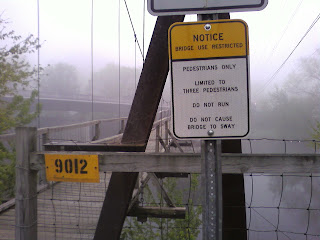 NOTICE
BRIDGE USE RESTRICTED
PEDESTRIANS ONLY
LIMITED TO
THREE PEDESTRIANS
DO NOT RUN
DO NOT CAUSE
BRIDGE TO SWAY
9012